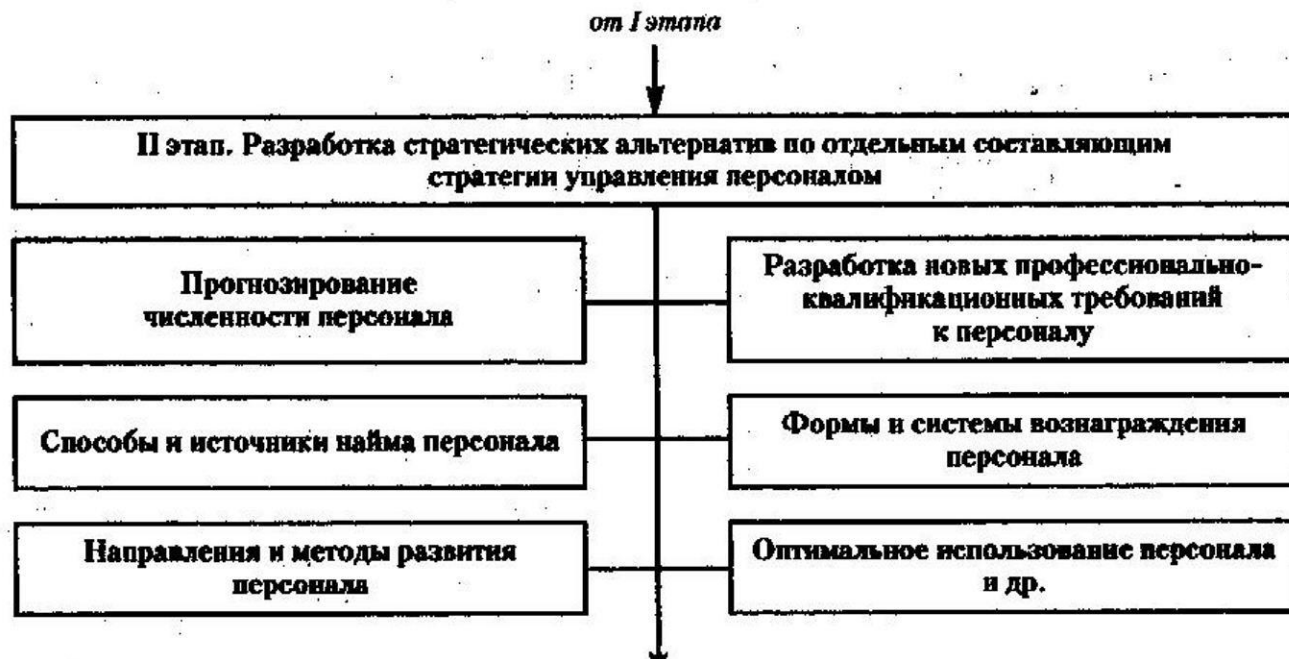 от I этапа
II этап. Разработка стратегических альтернатив по отдельным составляющим
стратегии управления персоналом
Прогнозирование
численности персонала
Разработка новых профессионально-
квалификационных требований
к персоналу
Способы и источники найма персонала
Формы и системы вознаграждения
персонала
Направления и методы развития
персонала
Оптимальное использование персонала
и др.